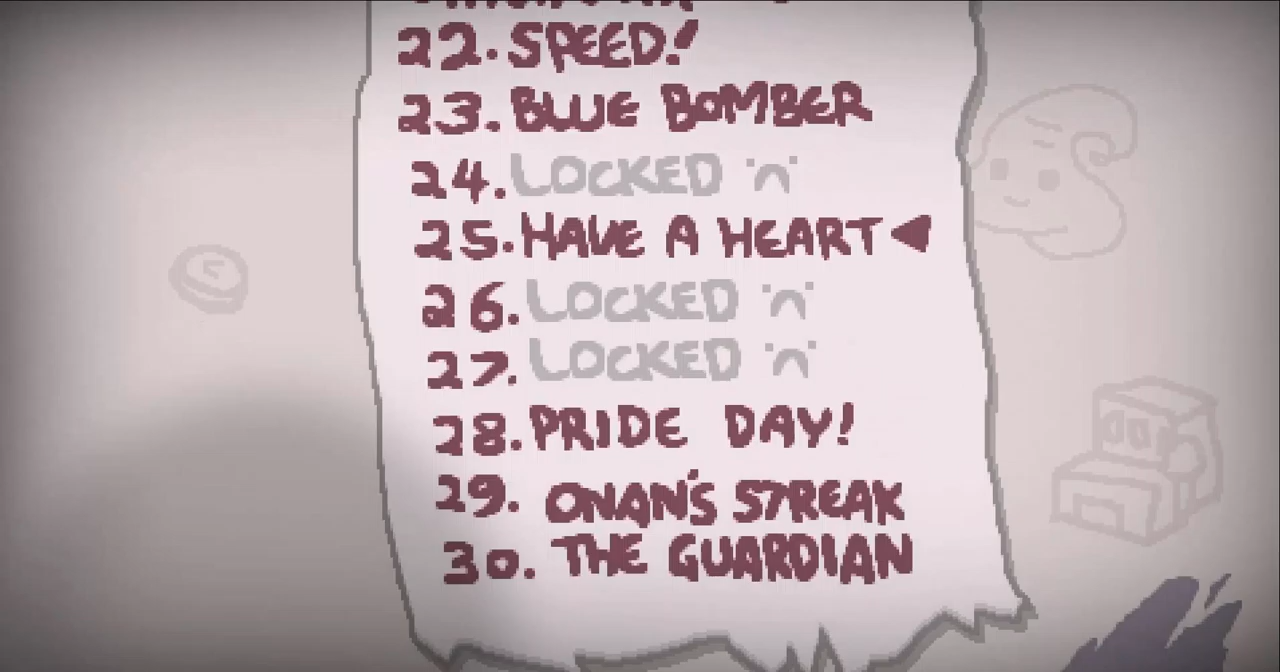 22. SPEED!
23. BLUE BOMBER
24. LOCKED
25. HAVE A HEART
26. LOCKED
27. LOCKED
28. PRIDE DAY!
29. ONAN'S STREAK
30. THE GUARDIAN